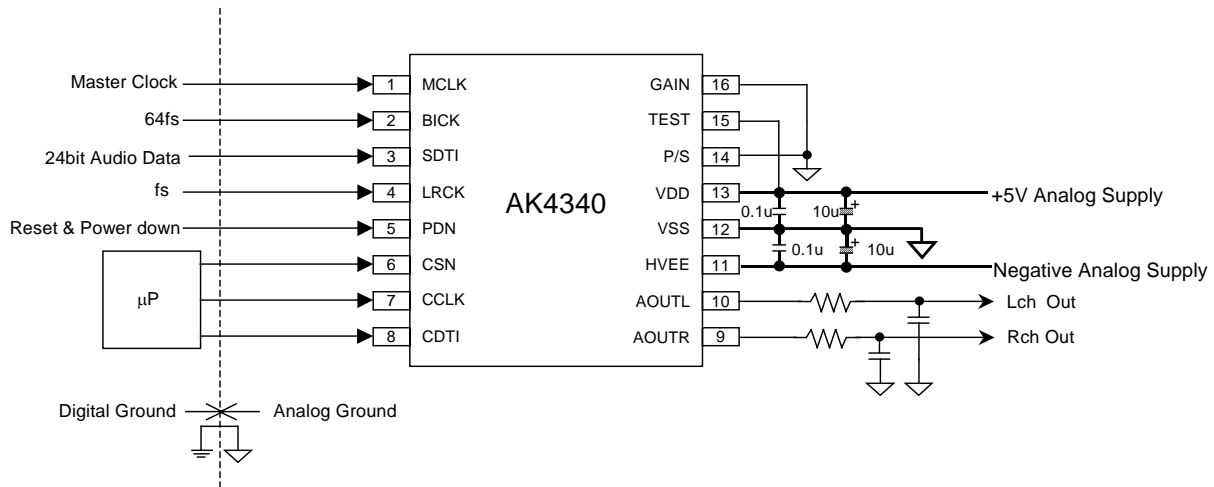 Master Clock
1
MCLK
GAIN
16
64fs
2
BICK
TEST
15
24bit Audio Data
3
SDTI
P/S
14
fs
4
LRCK
AK4340
VDD
13
+5V Analog Supply
0.1u
10u
+
Reset & Power down
5
PDN
VSS
12
µP
6
CSN
HVEE
11
0.1u
+
10u
Negative Analog Supply
7
CCLK
AOUTL
10
Lch Out
8
CDTI
AOUTR
9
Rch Out
Digital Ground
Analog Ground